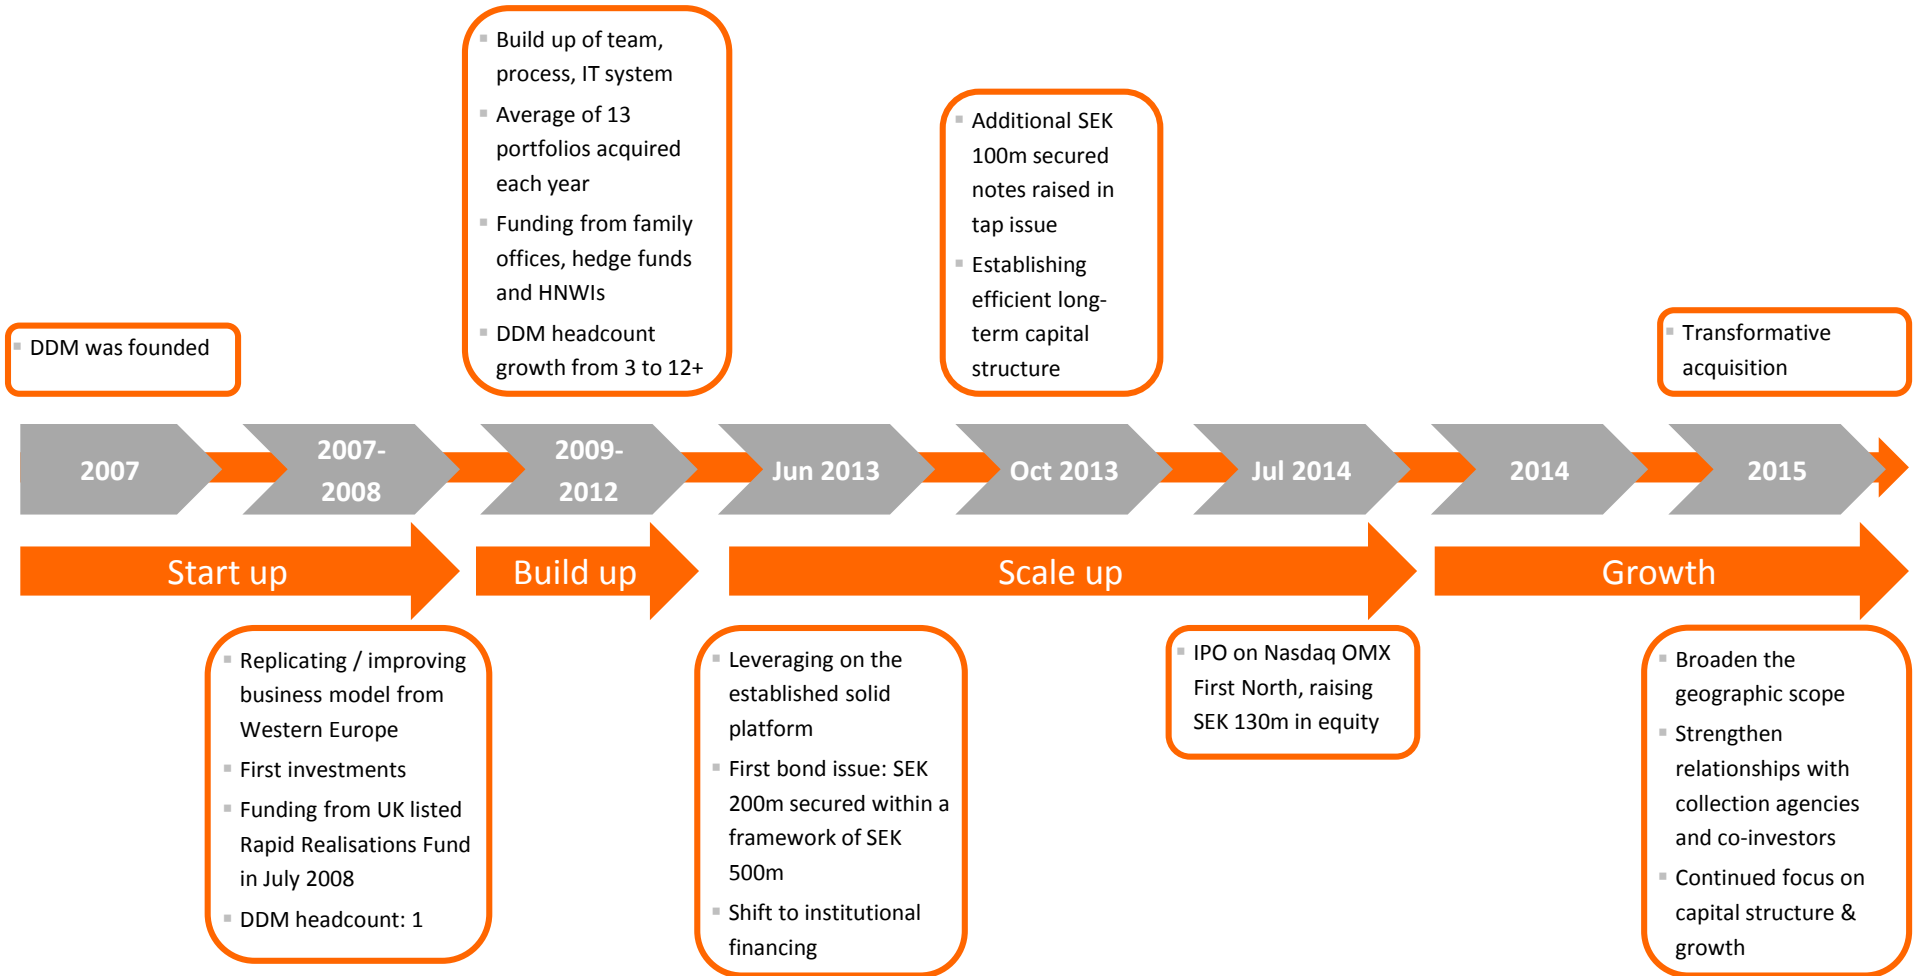 ▪ Build up of team,
process, IT system
▪ Average of 13
portfolios acquired
each year
▪ Funding from family
offices, hedge funds
and HNWIs
▪ DDM headcount
growth from 3 to 12+
▪ Additional SEK
100m secured
notes raised in
tap issue
▪ Establishing
efficient long-
term capital
structure
▪ DDM was founded
▪ Transformative
acquisition
2007
2007-
2008
2009-
2012
Jun 2013
Oct 2013
Jul 2014
2014
2015
Start up
Build up
Scale up
Growth
▪ Replicating / improving
business model from
Western Europe
▪ First investments
▪ Funding from UK listed
Rapid Realisations Fund
in July 2008
▪ DDM headcount: 1
▪ Leveraging on the
established solid
platform
▪ First bond issue: SEK
200m secured within a
framework of SEK
500m
▪ Shift to institutional
financing
▪ IPO on Nasdaq OMX
First North, raising
SEK 130m in equity
▪ Broaden the
geographic scope
▪ Strengthen
relationships with
collection agencies
and co-investors
▪ Continued focus on
capital structure &
growth